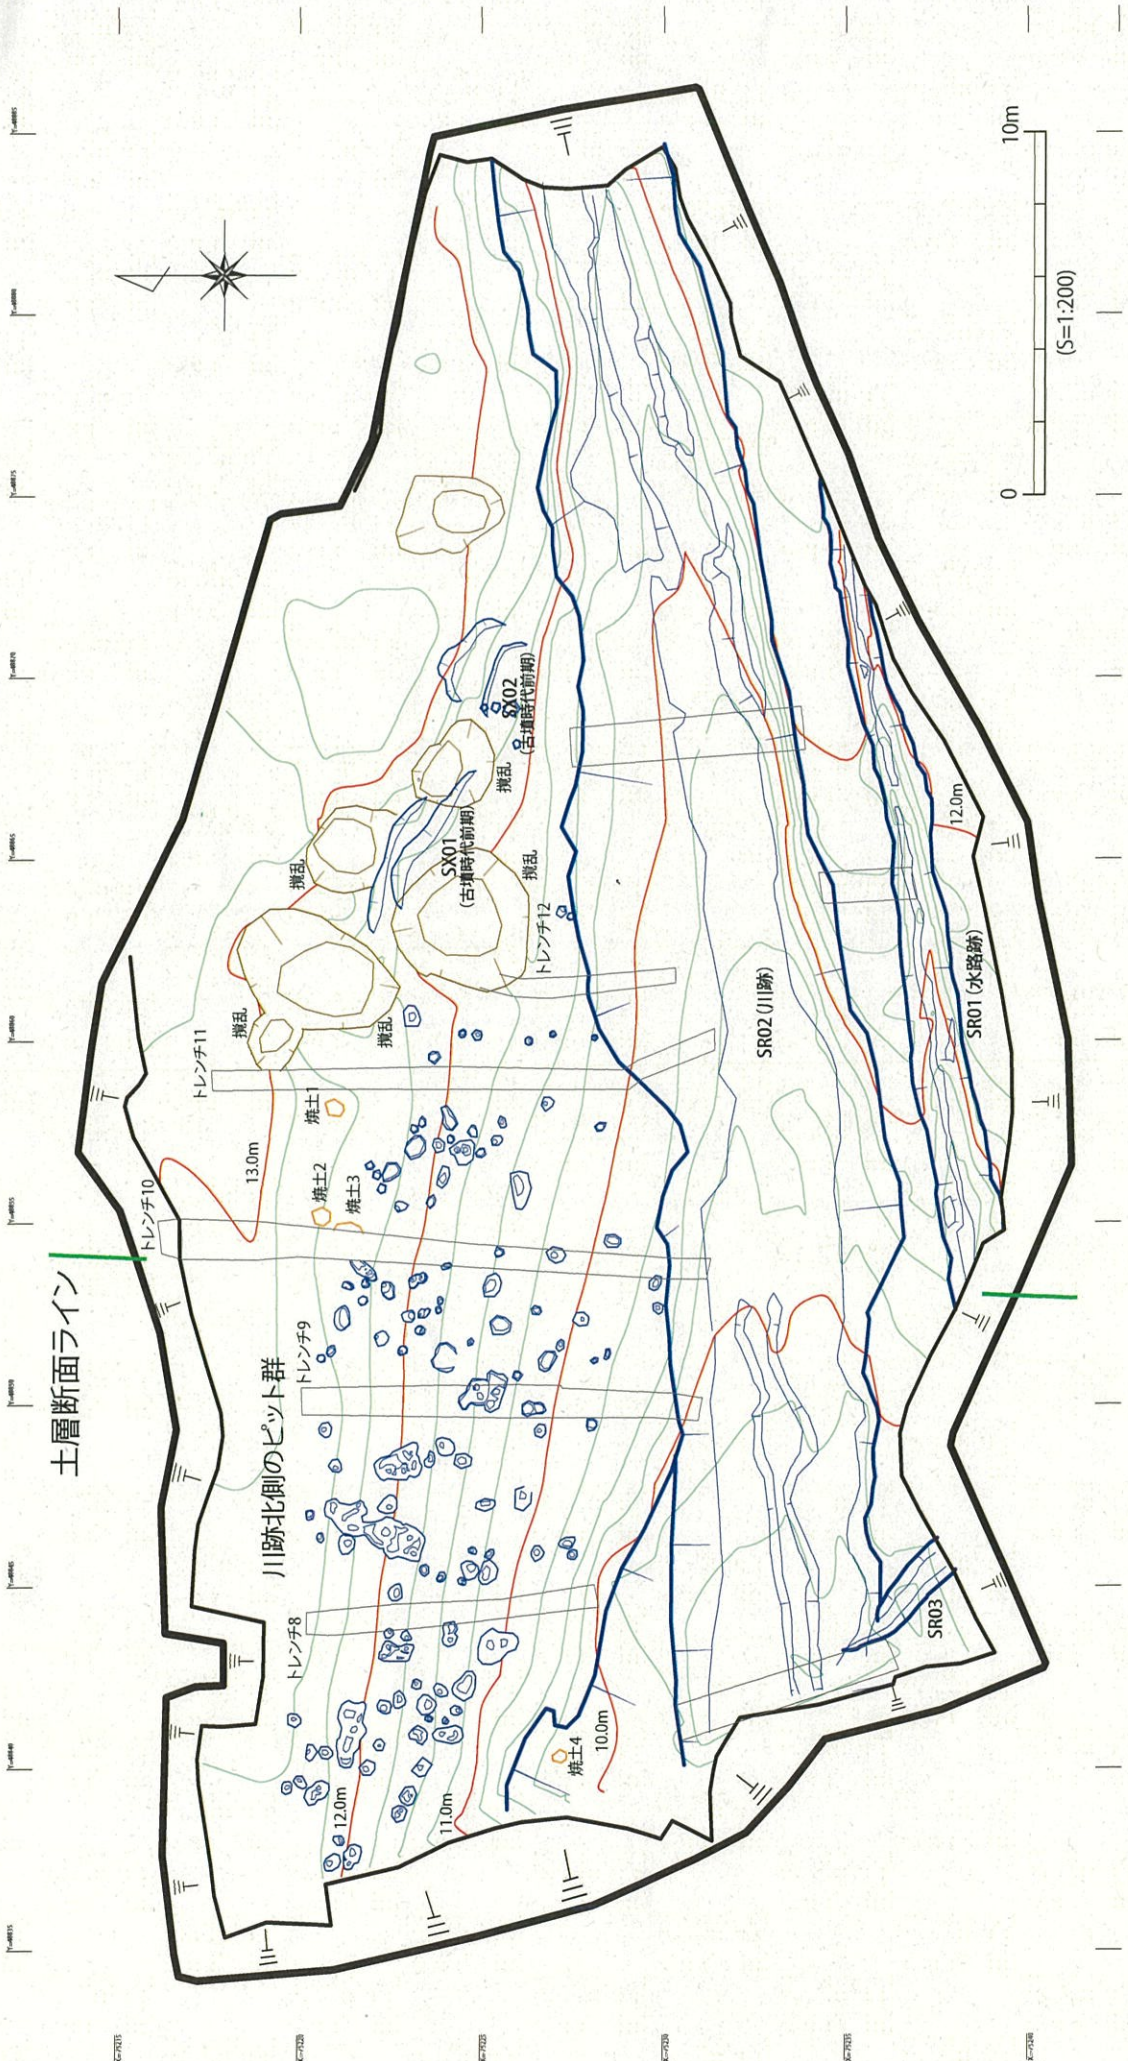 土層断面ライン
川跡北側のピット群
トレンチ8
トレンチ9
トレンチ10
トレンチ11
トレンチ12
焼土1
焼土2
焼土3
焼土4
13.0m
12.0m
11.0m
10.0m
12.0m
撹乱
撹乱
撹乱
撹乱
撹乱
SX01
(古墳時代前期)
SX02
(古墳時代前期)
SR02 (川跡)
SR01 (水路跡)
SR03
0
10m
(S=1:200)